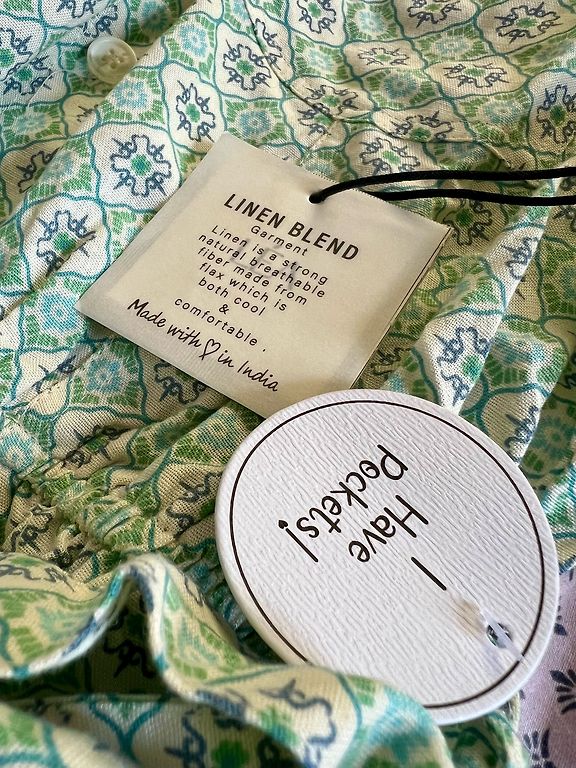 LINEN BLEND
Garment
Linen is a strong
natural breathable
fiber made from
flax which is
both cool
&
comfortable .
Made with in India
I
Have
Pockets!